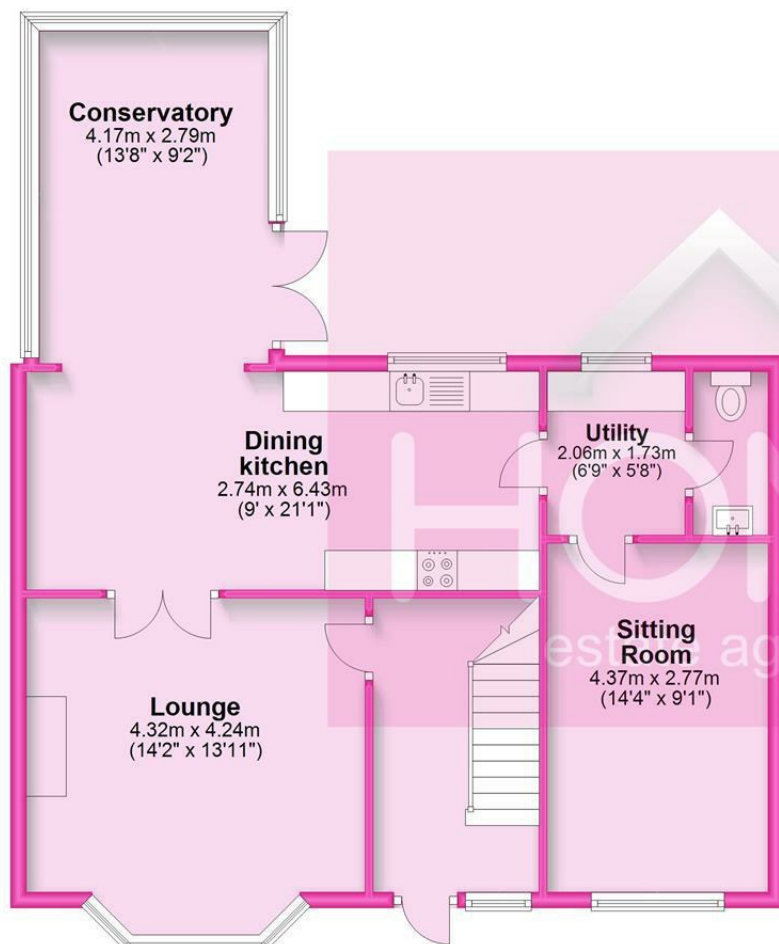 Conservatory
4.17m x 2.79m
(13'8" x 9'2")
Dining
kitchen
2.74m x 6.43m
(9' x 21'1")
Utility
2.06m x 1.73m
(6'9" x 5'8")
Lounge
4.32m x 4.24m
(14'2" x 13'11")
Sitting
Room
4.37m x 2.77m
(14'4" x 9'1")